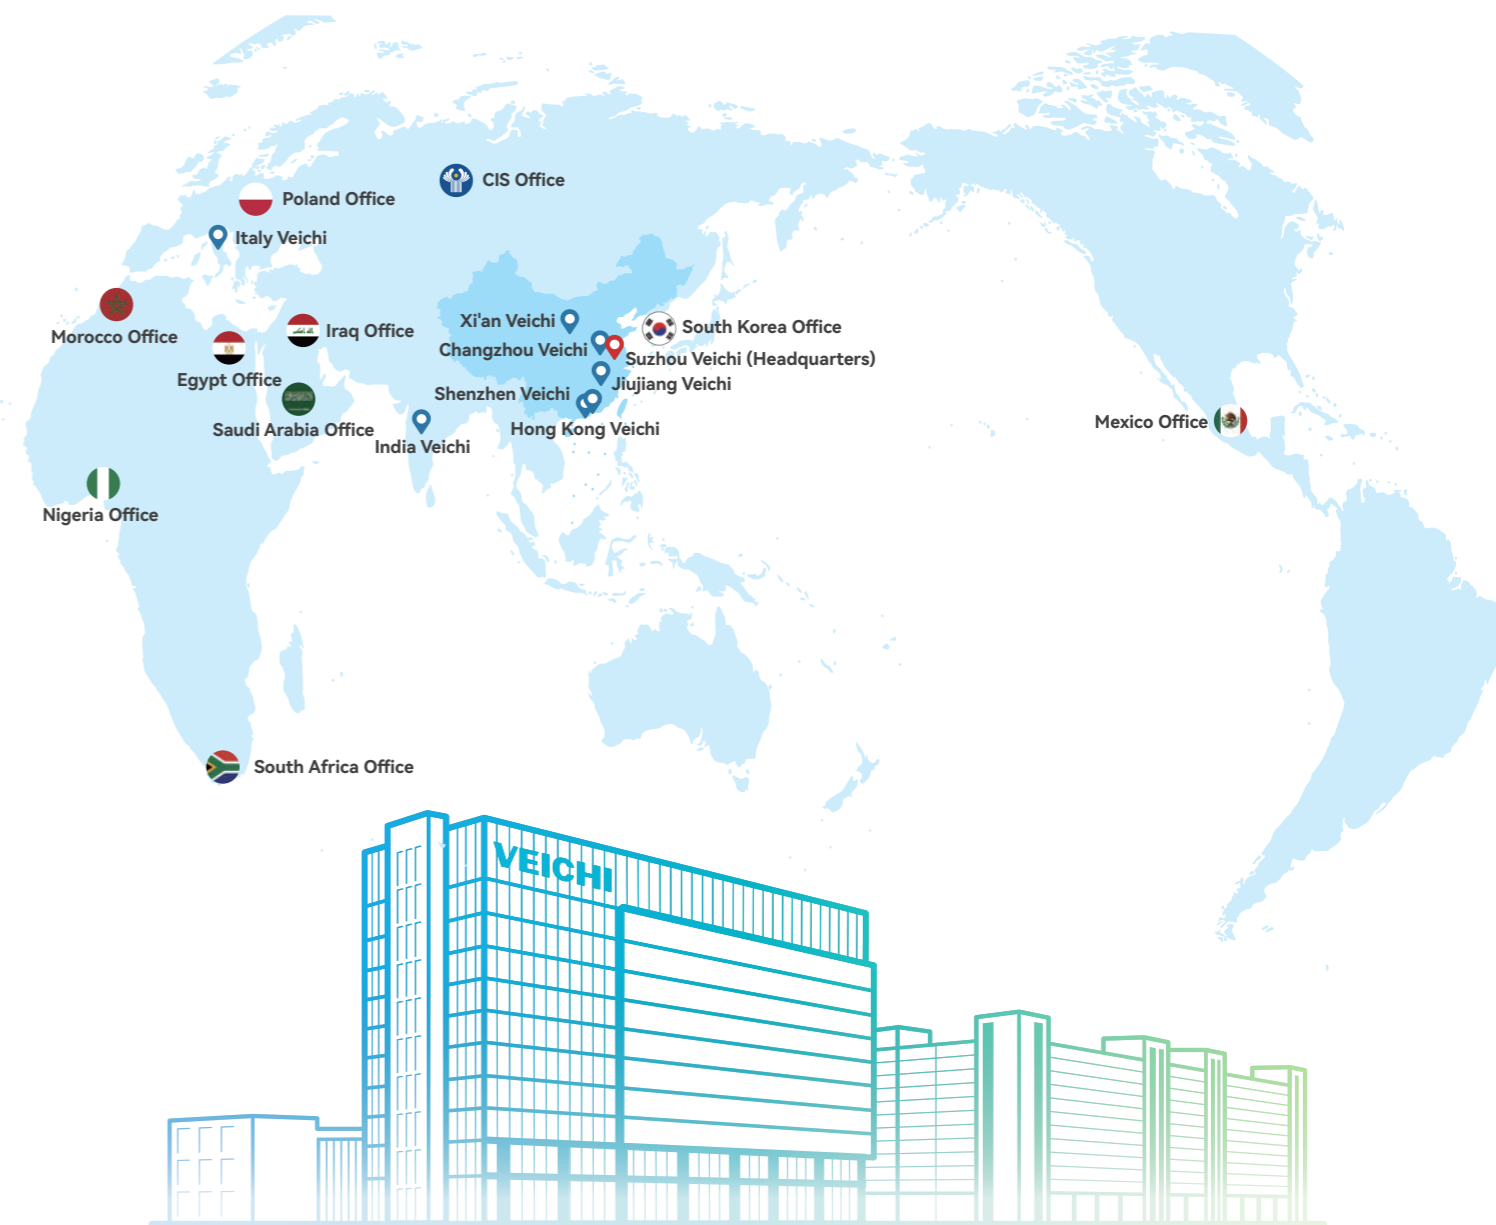 CIS Office
Poland Office
Italy Veichi
Morocco Office
Iraq Office
Egypt Office
Saudi Arabia Office
India Veichi
Nigeria Office
South Africa Office
Xi'an Veichi
South Korea Office
Changzhou Veichi
Suzhou Veichi (Headquarters)
Jiujiang Veichi
Shenzhen Veichi
Hong Kong Veichi
Mexico Office
VEICHI